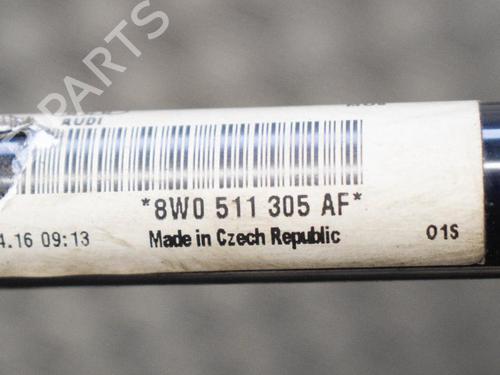 PARTS
AUDI
*8W0 511 305 AF*
4.16 09:13 Made in Czech Republic 01S